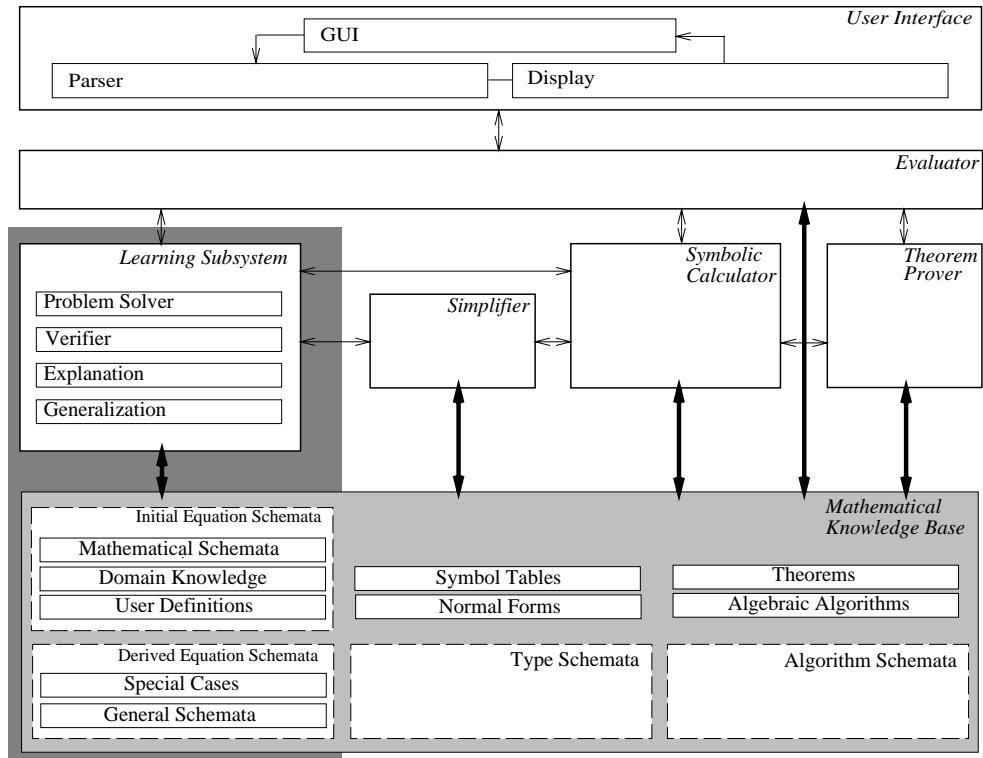 User Interface
GUI
Parser
Display
Evaluator
Learning Subsystem
Problem Solver
Verifier
Explanation
Generalization
Simplifier
Symbolic
Calculator
Theorem
Prover
Mathematical
Knowledge Base
Initial Equation Schemata
Mathematical Schemata
Domain Knowledge
User Definitions
Symbol Tables
Normal Forms
Theorems
Algebraic Algorithms
Derived Equation Schemata
Special Cases
General Schemata
Type Schemata
Algorithm Schemata